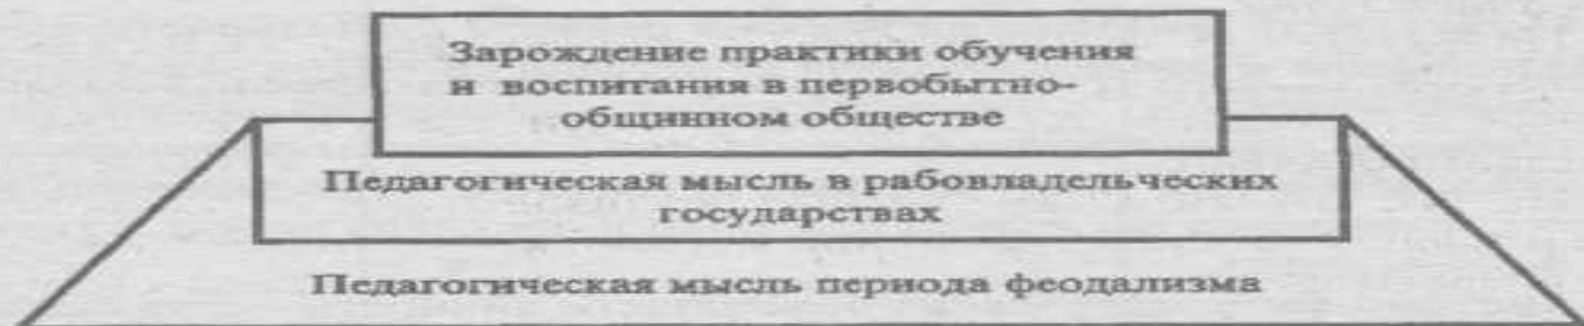 Зарождение практики обучения
и воспитания в первобытно-
общинном обществе
Педагогическая мысль в рабовладельческих
государствах
Педагогическая мысль периода феодализма